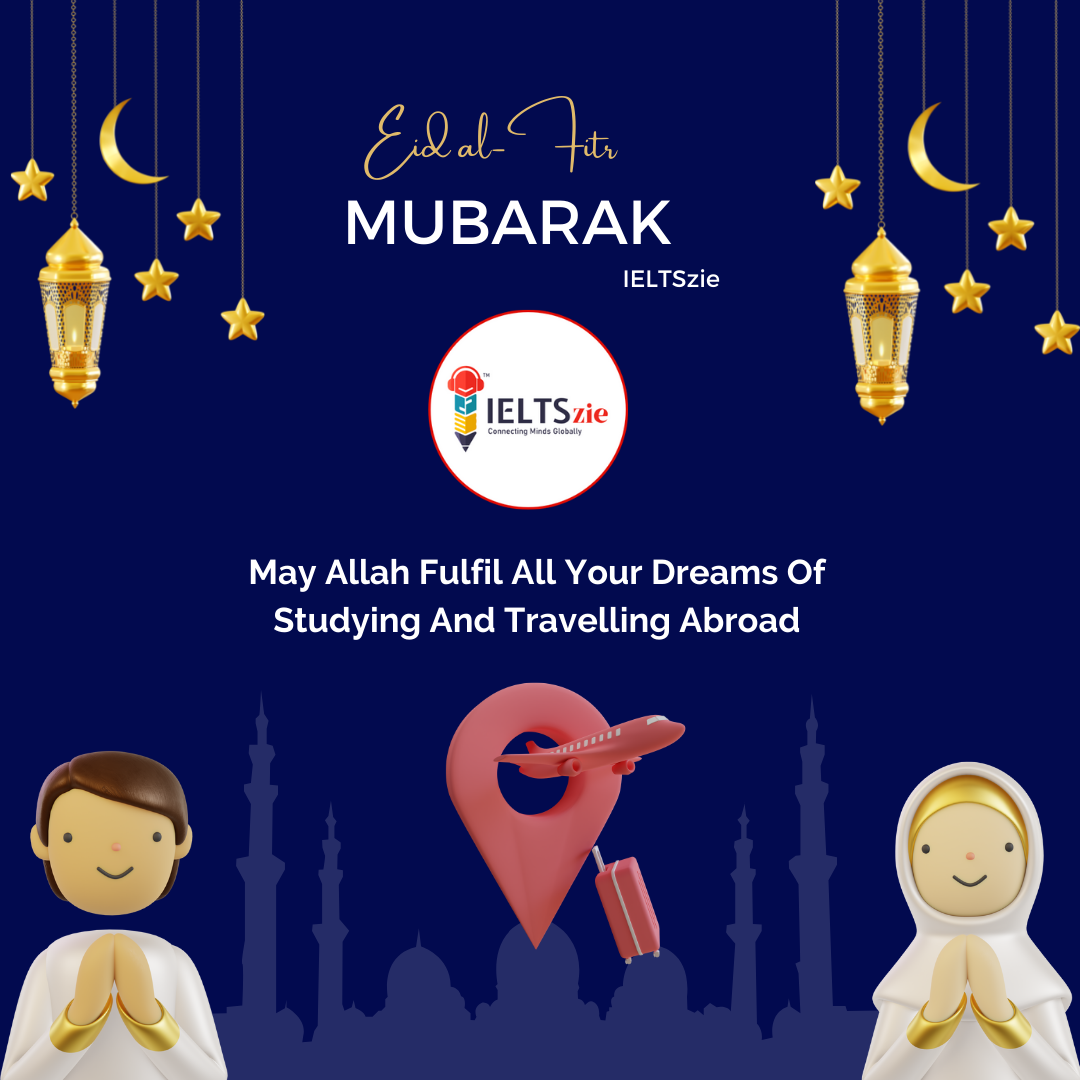 Eid al-Fitr
MUBARAK
IELTSzie
TM
IELTSzie
Connecting Minds Globally
May Allah Fulfil All Your Dreams Of
Studying And Travelling Abroad